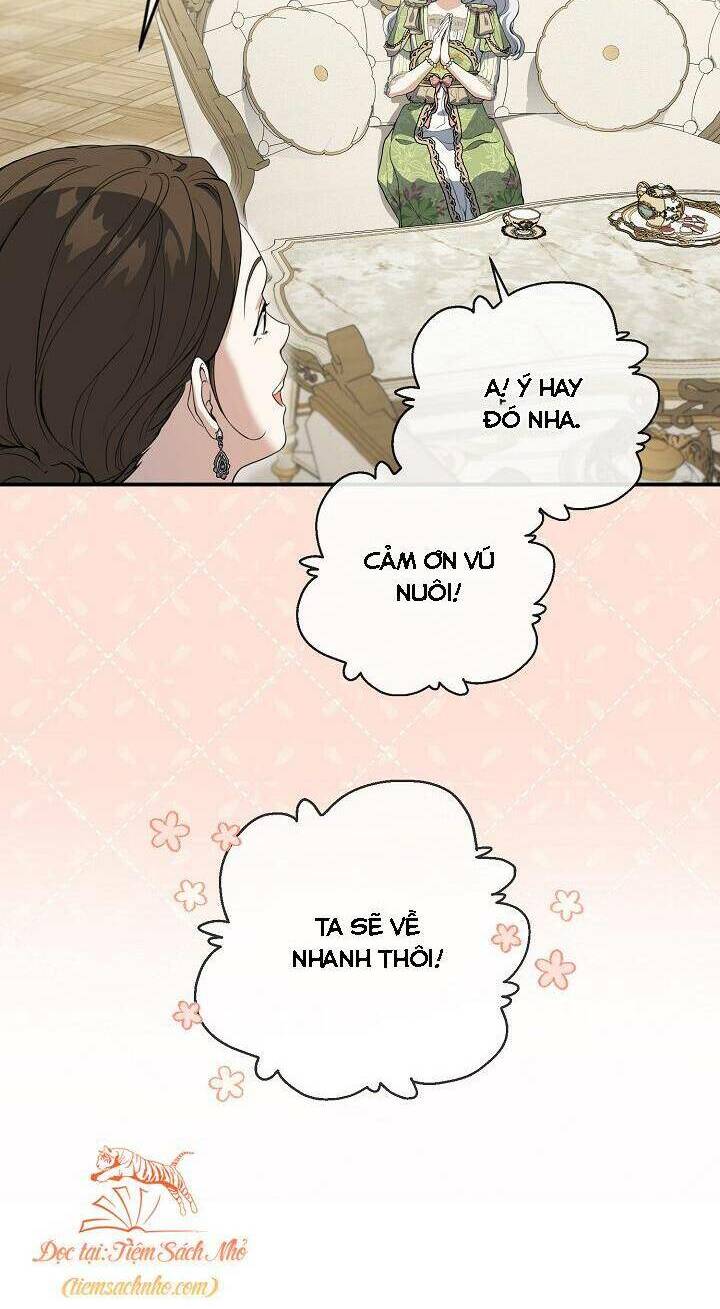 Ạ! Ý HAY
ĐÓ NHA.
CẢM ƠN VÚ
NUÔI!
TA SẼ VỀ
NHANH THÔI!
Đọc tại: Tiệm Sách Nhỏ
(tiemsachnho.com)